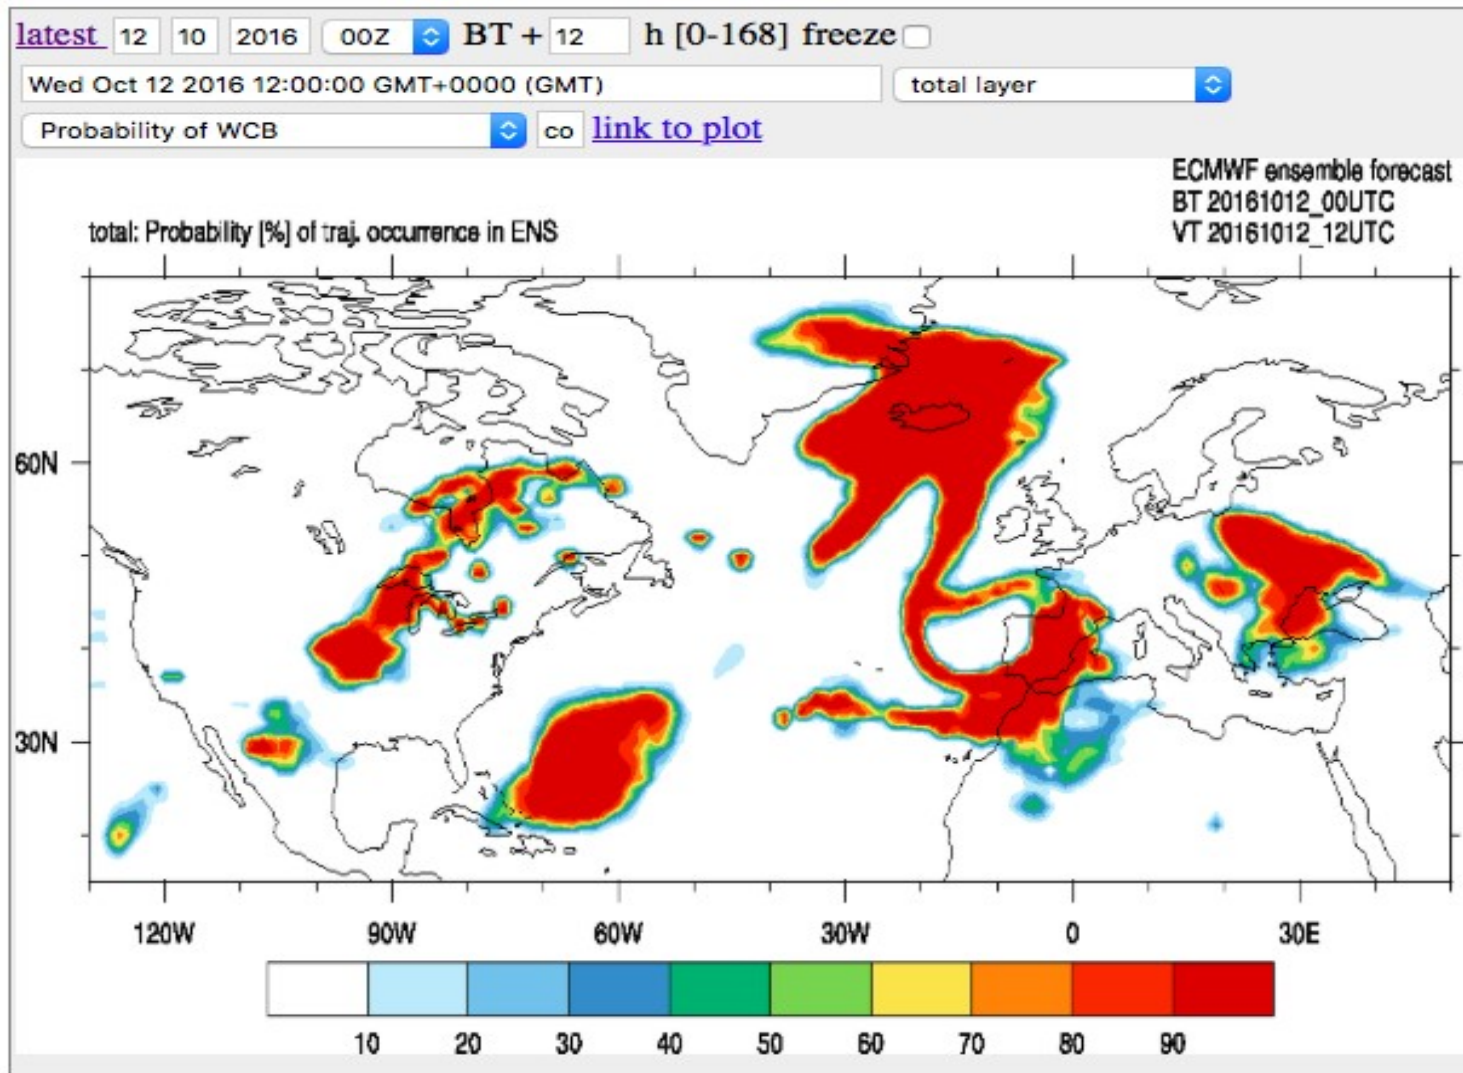 latest 12 10 2016 00Z BT + 12 h [0-168] freeze
Wed Oct 12 2016 12:00:00 GMT+0000 (GMT) total layer
Probability of WCB co link to plot
ECMWF ensemble forecast
BT 20161012_00UTC
total: Probability [%] of traj. occurrence in ENS VT 20161012_12UTC
60N
30N
120W 90W 60W 30W 0 30E
10 20 30 40 50 60 70 80 90